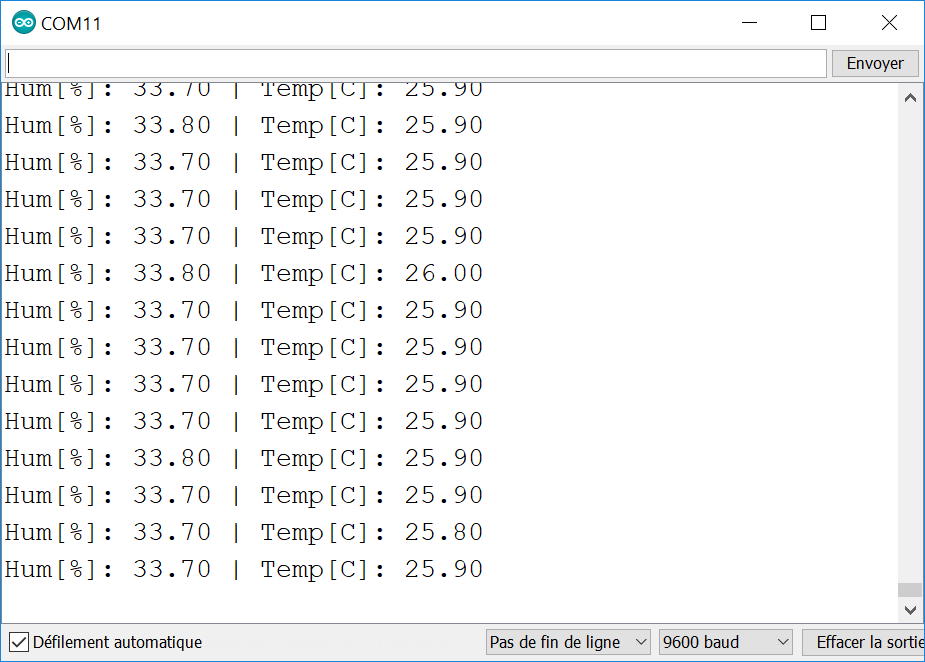 COM11
Envoyer
Hum[%]: 33.70 | Temp[C]: 25.90
Hum[%]: 33.80 | Temp[C]: 25.90
Hum[%]: 33.70 | Temp[C]: 25.90
Hum[%]: 33.70 | Temp[C]: 25.90
Hum[%]: 33.70 | Temp[C]: 25.90
Hum[%]: 33.80 | Temp[C]: 26.00
Hum[%]: 33.70 | Temp[C]: 25.90
Hum[%]: 33.70 | Temp[C]: 25.90
Hum[%]: 33.70 | Temp[C]: 25.90
Hum[%]: 33.70 | Temp[C]: 25.90
Hum[%]: 33.80 | Temp[C]: 25.90
Hum[%]: 33.70 | Temp[C]: 25.90
Hum[%]: 33.70 | Temp[C]: 25.80
Hum[%]: 33.70 | Temp[C]: 25.90
Défilement automatique Pas de fin de ligne 9600 baud Effacer la sortie